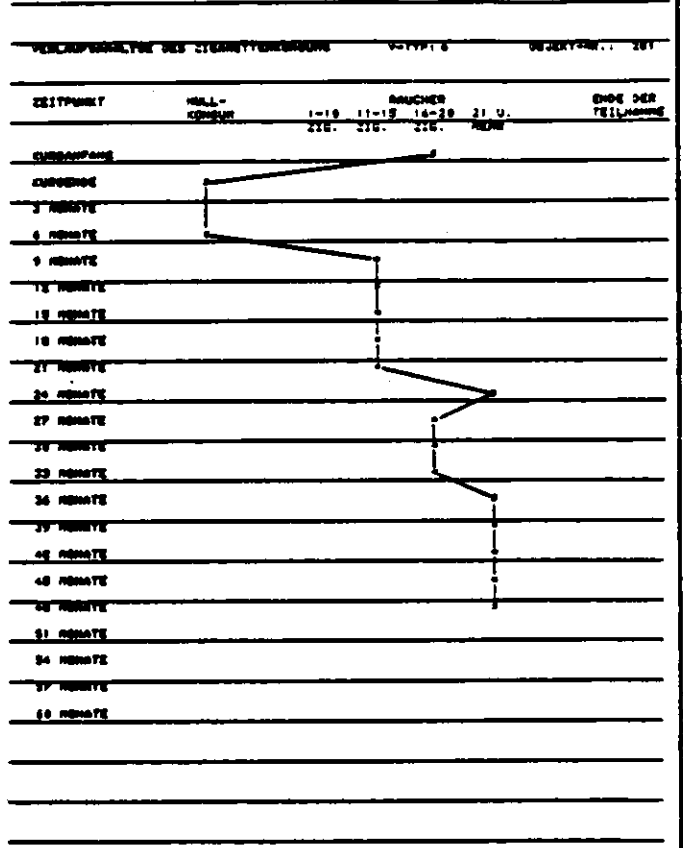 VERLAUFSANALYSE DES ZIGARETTENKONSUMS V-TYP: 6 OBJEKT-NR.: 201
ZEITPUNKT NULL- RAUCHER ENDE DER
KONSUM 1-10 11-15 16-20 21 U. TEILNAHME
ZIG. ZIG. ZIG. MEHR
KURSANFANG
KURSENDE
3 MONATE
6 MONATE
9 MONATE
12 MONATE
15 MONATE
18 MONATE
21 MONATE
24 MONATE
27 MONATE
30 MONATE
33 MONATE
36 MONATE
39 MONATE
42 MONATE
45 MONATE
48 MONATE
51 MONATE
54 MONATE
57 MONATE
60 MONATE